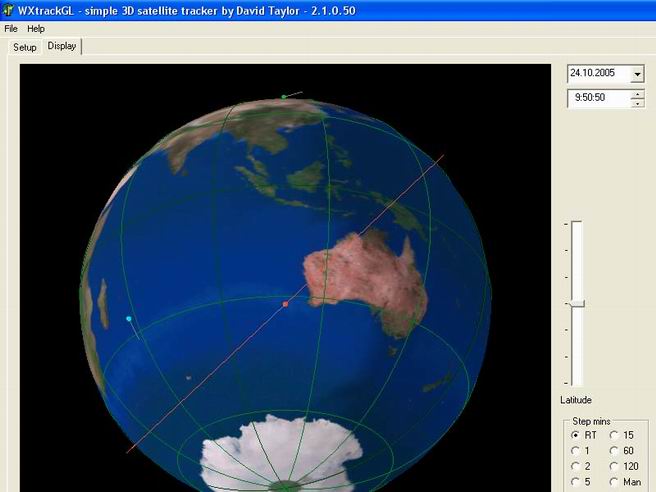 WXtrackGL - simple 3D satellite tracker by David Taylor - 2.1.0.50
File Help
Setup Display
24.10.2005
9:50:50
Latitude
Step mins
RT 15
1 60
2 120
5 Man